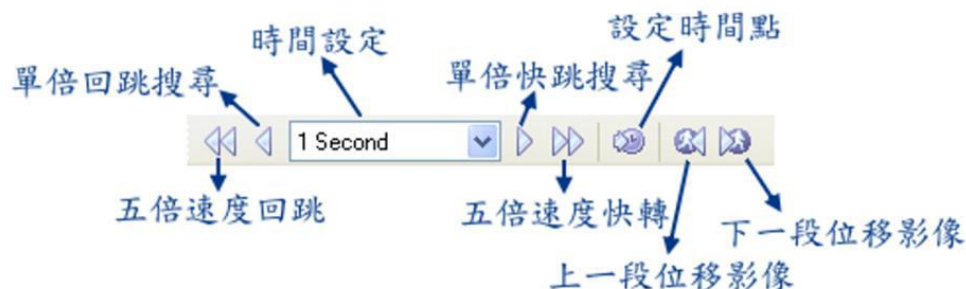 時間設定
設定時間點
單倍回跳搜尋
單倍快跳搜尋
1 Second
五倍速度回跳
五倍速度快轉
下一段位移影像
上一段位移影像